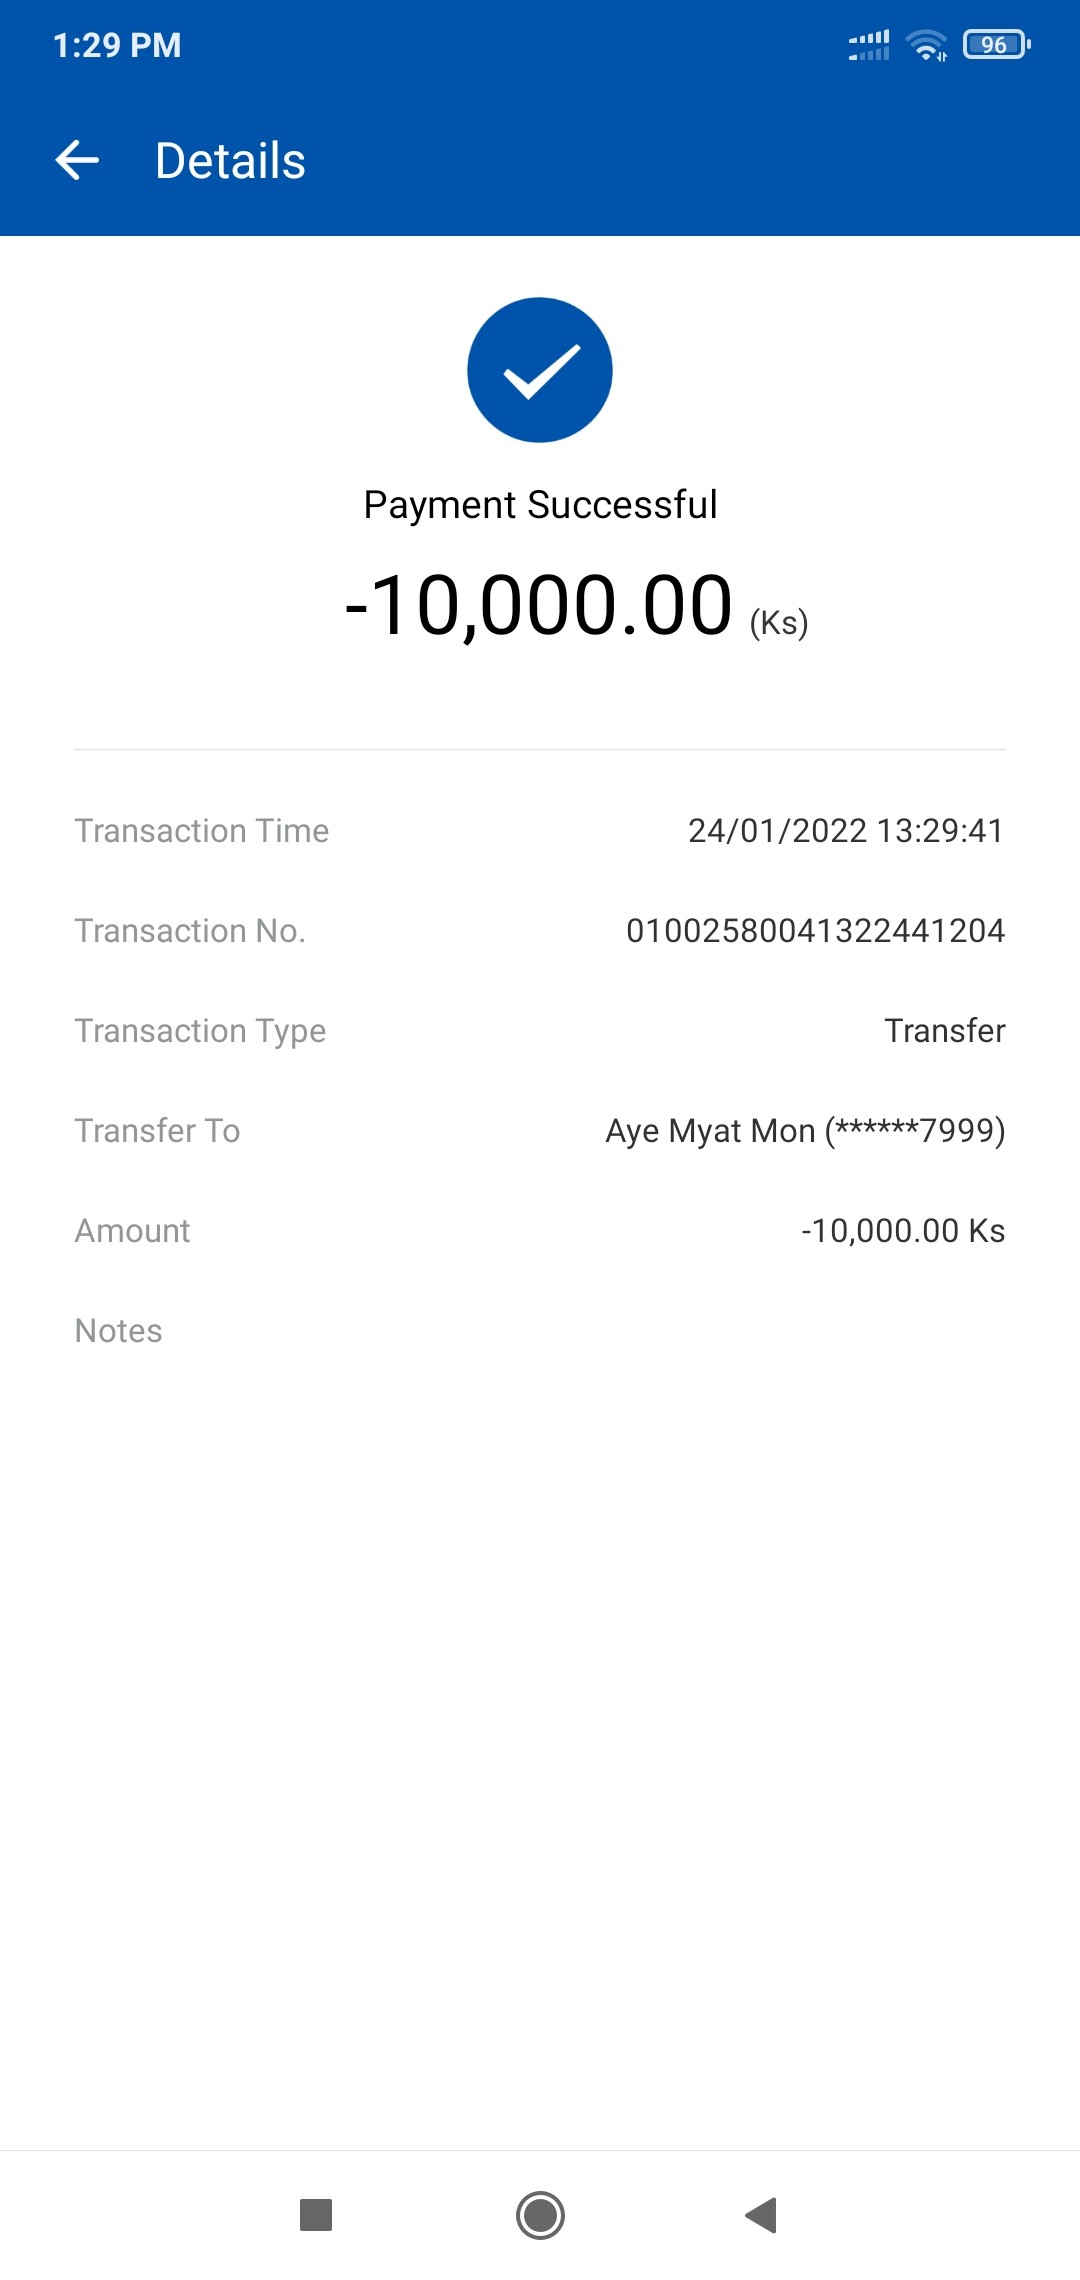 1:29 PM
96
Details
Payment Successful
-10,000.00 (Ks)
Transaction Time 24/01/2022 13:29:41
Transaction No. 01002580041322441204
Transaction Type Transfer
Transfer To Aye Myat Mon (******7999)
Amount -10,000.00 Ks
Notes